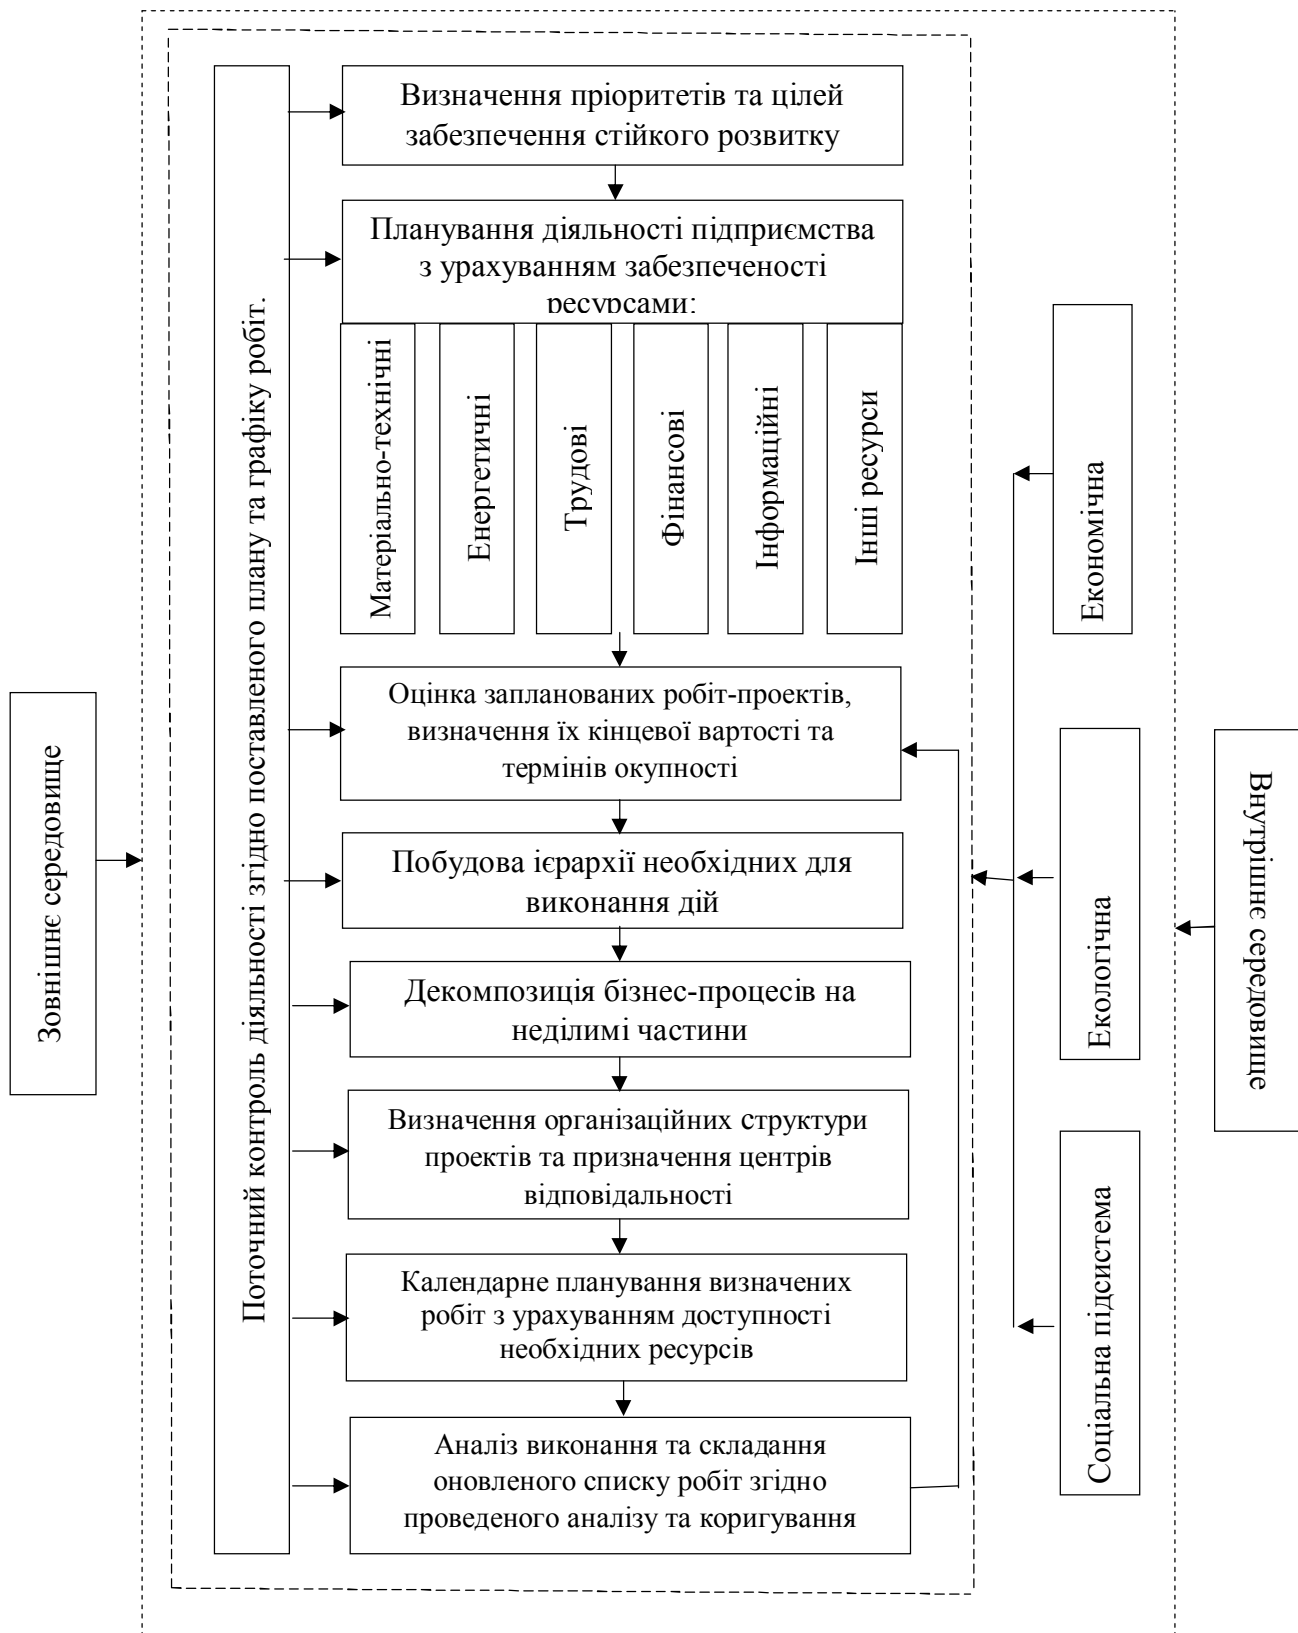 Визначення пріоритетів та цілей
забезпечення стійкого розвитку
Планування діяльності підприємства
з урахуванням забезпеченості
ресурсами:
Матеріально-технічні
Енергетичні
Трудові
Фінансові
Інформаційні
Інші ресурси
Оцінка запланованих робіт-проектів,
визначення їх кінцевої вартості та
термінів окупності
Побудова ієрархії необхідних для
виконання дій
Декомпозиція бізнес-процесів на
неділимі частини
Визначення організаційних структури
проектів та призначення центрів
відповідальності
Календарне планування визначених
робіт з урахуванням доступності
необхідних ресурсів
Аналіз виконання та складання
оновленого списку робіт згідно
проведеного аналізу та коригування
Поточний контроль діяльності згідно поставленого плану та графіку робіт.
Зовнішнє середовище
Економічна
Екологічна
Соціальна підсистема
Внутрішнє середовище